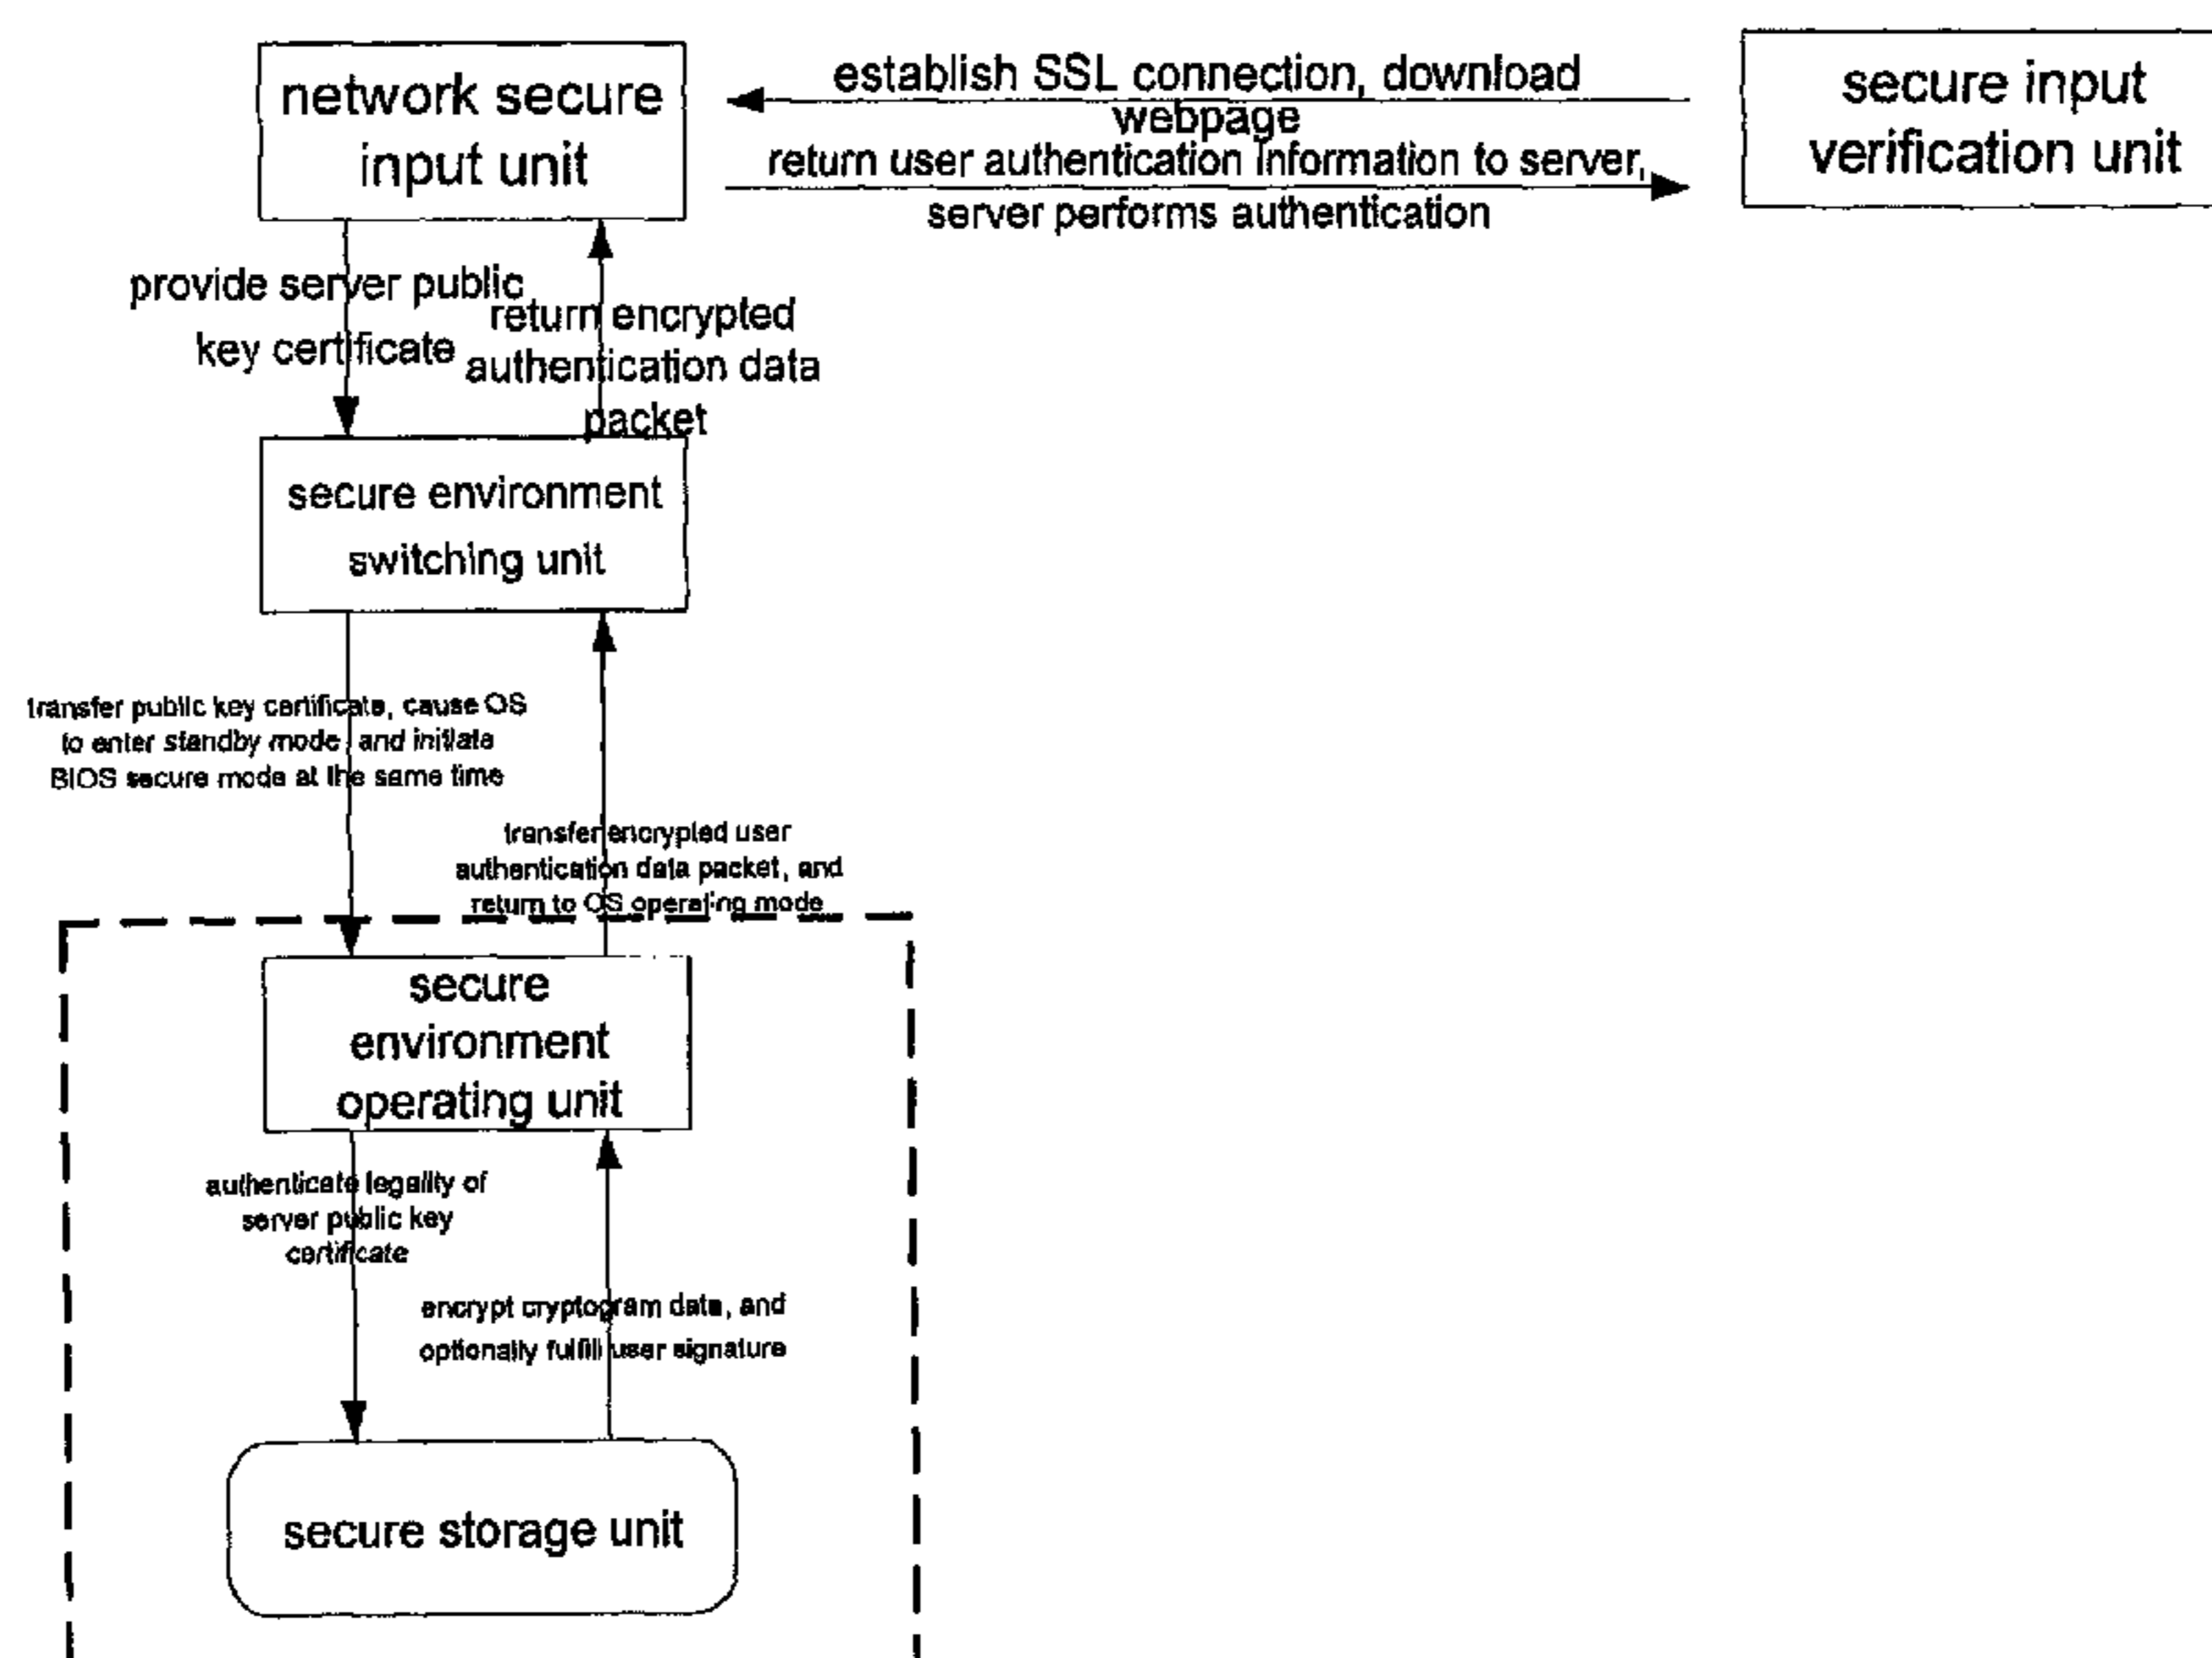 network secure
input unit
establish SSL connection, download
webpage
return user authentication information to server,
server performs authentication
secure input
verification unit
provide server public
key certificate
return encrypted
authentication data
packet
secure environment
switching unit
transfer public key certificate, cause OS
to enter standby mode, and initiate
BIOS secure mode at the same time
transfer encrypted user
authentication data packet, and
return to OS operating mode
secure
environment
operating unit
authenticate legality of
server public key
certificate
encrypt cryptogram data, and
optionally fulfill user signature
secure storage unit